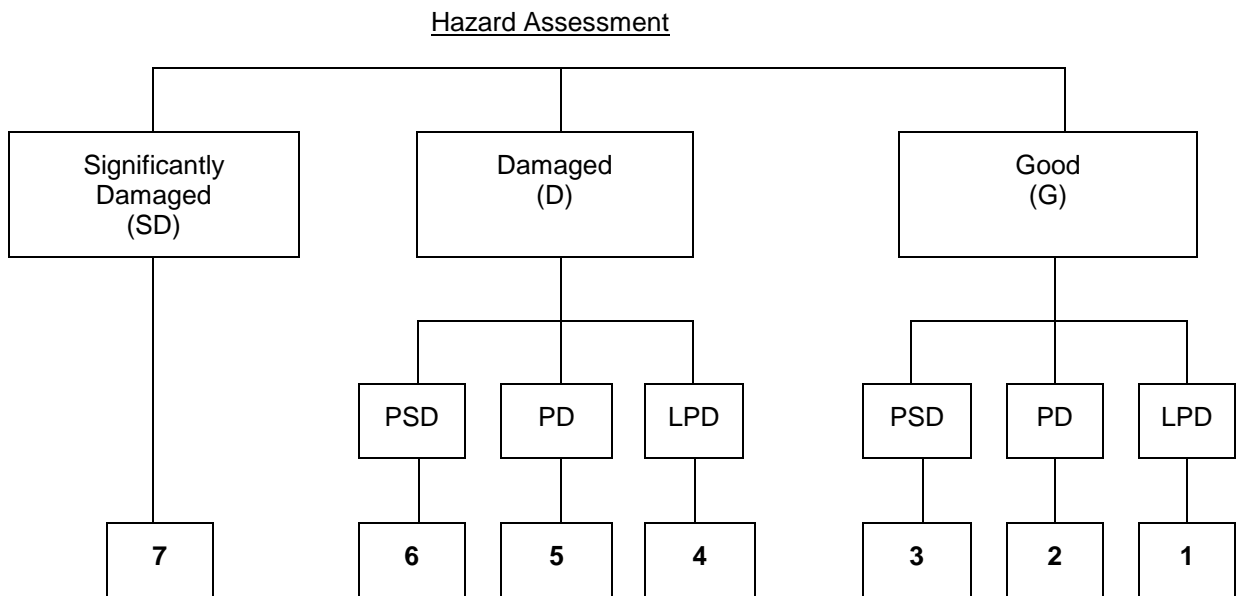 Hazard Assessment
Significantly
Damaged
(SD)
Damaged
(D)
Good
(G)
PSD
PD
LPD
PSD
PD
LPD
7
6
5
4
3
2
1